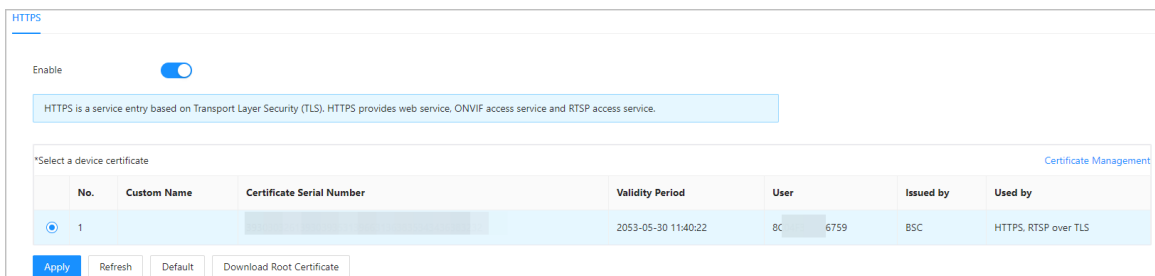 HTTPS
Enable
HTTPS is a service entry based on Transport Layer Security (TLS). HTTPS provides web service, ONVIF access service and RTSP access service.
*Select a device certificate Certificate Management
No. Custom Name Certificate Serial Number Validity Period User Issued by Used by
1 2053-05-30 11:40:22 6759 BSC HTTPS, RTSP over TLS
Apply Refresh Default Download Root Certificate